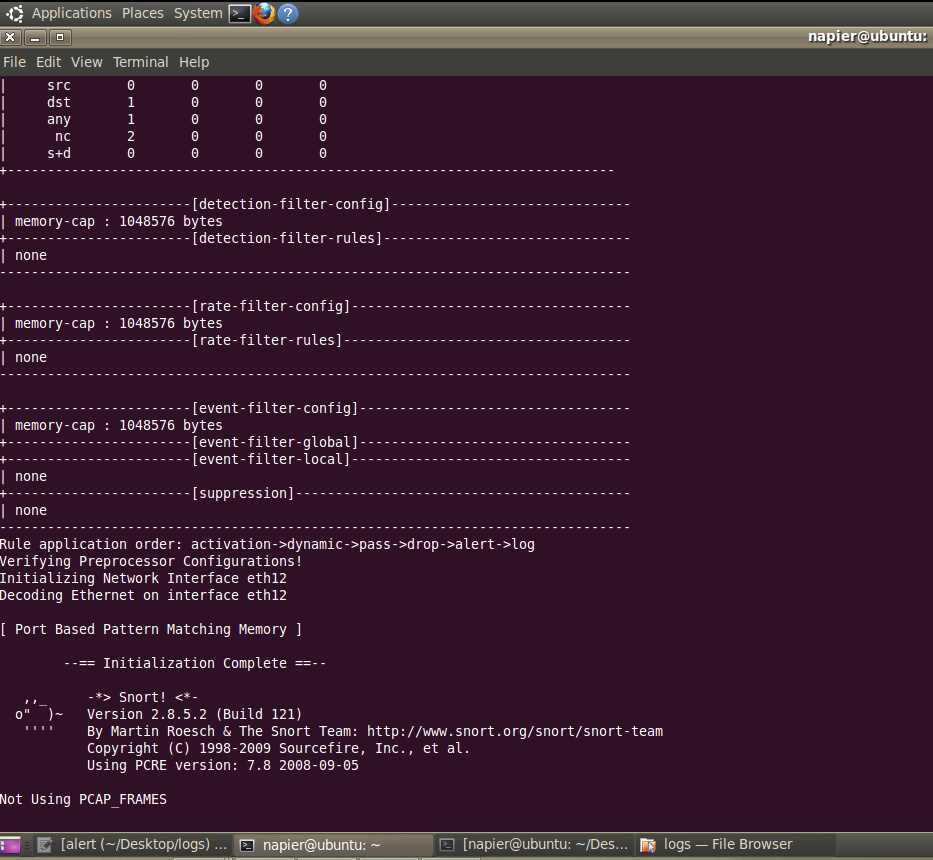 Applications Places System
napier@ubuntu:
File Edit View Terminal Help
|     src       0       0       0       0
|     dst       1       0       0       0
|     any       1       0       0       0
|      nc       2       0       0       0
|     s+d       0       0       0       0
+----------------------------------------------------------------------------
+-----------------------[detection-filter-config]------------------------------
| memory-cap : 1048576 bytes
+-----------------------[detection-filter-rules]-------------------------------
| none
-------------------------------------------------------------------------------
+-----------------------[rate-filter-config]-----------------------------------
| memory-cap : 1048576 bytes
+-----------------------[rate-filter-rules]------------------------------------
| none
-------------------------------------------------------------------------------
+-----------------------[event-filter-config]----------------------------------
| memory-cap : 1048576 bytes
+-----------------------[event-filter-global]----------------------------------
+-----------------------[event-filter-local]-----------------------------------
| none
+-----------------------[suppression]------------------------------------------
| none
-------------------------------------------------------------------------------
Rule application order: activation->dynamic->pass->drop->alert->log
Verifying Preprocessor Configurations!
Initializing Network Interface eth12
Decoding Ethernet on interface eth12
[ Port Based Pattern Matching Memory ]
        --== Initialization Complete ==--
   ,,_     -*> Snort! <*-
  o"  )~   Version 2.8.5.2 (Build 121)
   ''''    By Martin Roesch & The Snort Team: http://www.snort.org/snort/snort-team
           Copyright (C) 1998-2009 Sourcefire, Inc., et al.
           Using PCRE version: 7.8 2008-09-05
Not Using PCAP_FRAMES
[alert (~/Desktop/logs) ... napier@ubuntu: ~ [napier@ubuntu: ~/Des... logs — File Browser